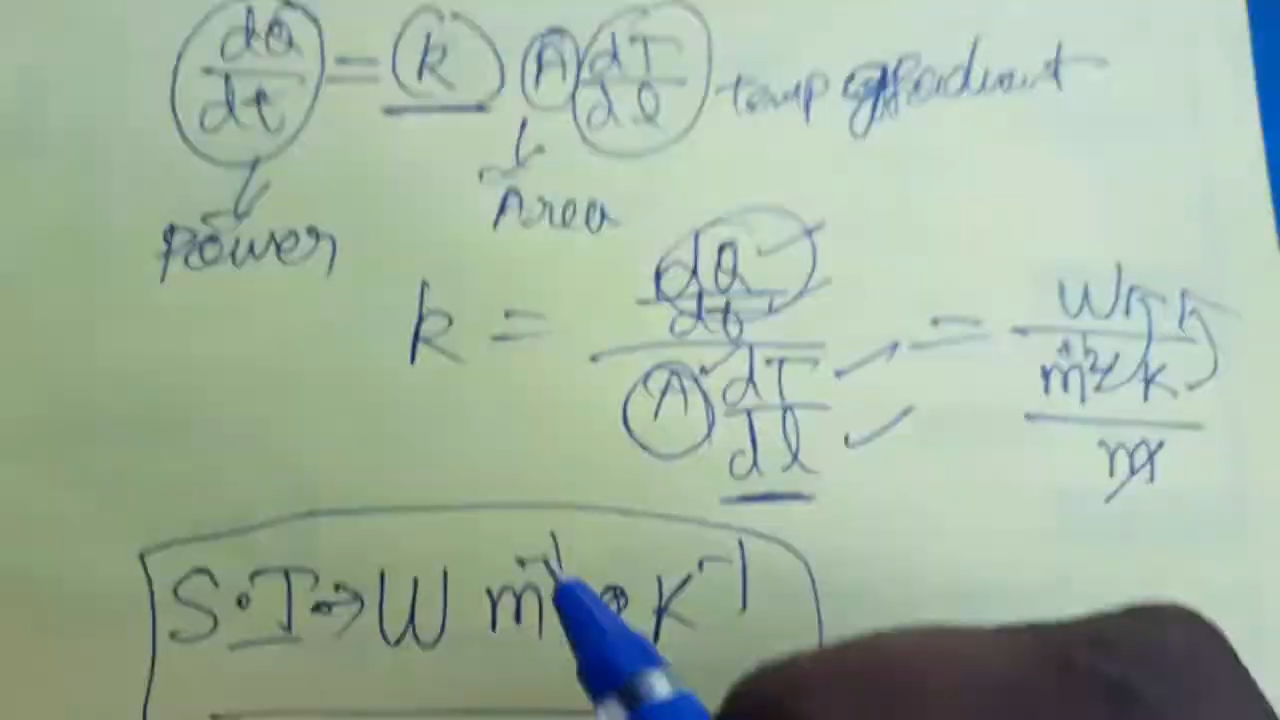 dQ/dt = k A dT/dl temp gradient
Power
Area
k = dQ/dt / A dT/dl = W / m² K / m
S.I → W m⁻¹ K⁻¹